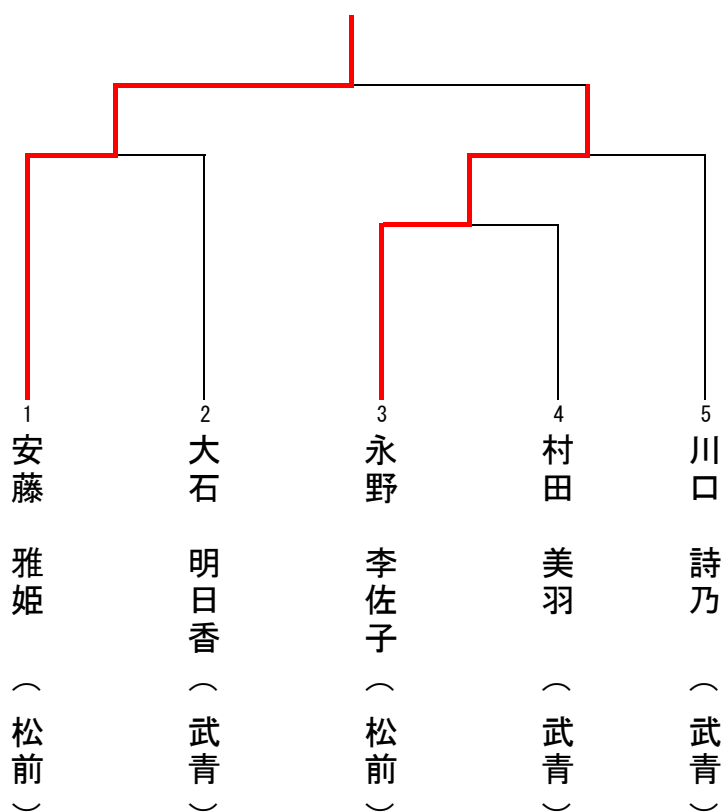 1
安藤 雅姫 （松前）
2
大石 明日香 （武青）
3
永野 李佐子 （松前）
4
村田 美羽 （武青）
5
川口 詩乃 （武青）